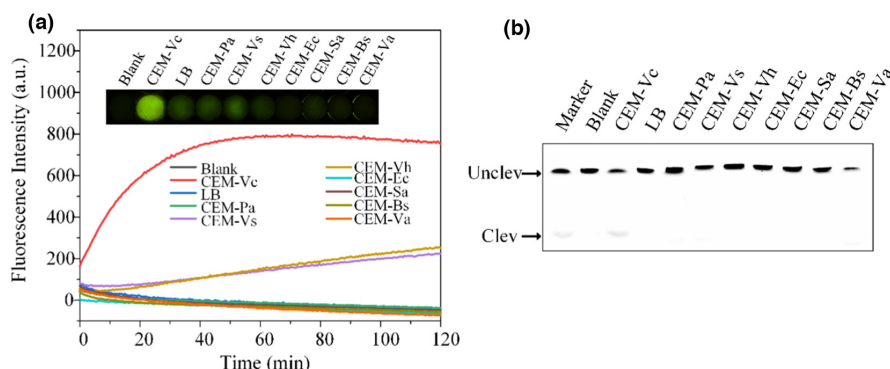 (a)
Blank
CEM-Vc
LB
CEM-Pa
CEM-Vs
CEM-Vh
CEM-Ec
CEM-Sa
CEM-Bs
CEM-Va
Fluorescence Intensity (a.u.)
1200
1000
800
600
400
200
0
Blank
CEM-Vc
LB
CEM-Pa
CEM-Vs
CEM-Vh
CEM-Ec
CEM-Sa
CEM-Bs
CEM-Va
0 20 40 60 80 100 120
Time (min)
(b)
Marker
Blank
CEM-Vc
LB
CEM-Pa
CEM-Vs
CEM-Vh
CEM-Ec
CEM-Sa
CEM-Bs
CEM-Va
Unclev
Clev